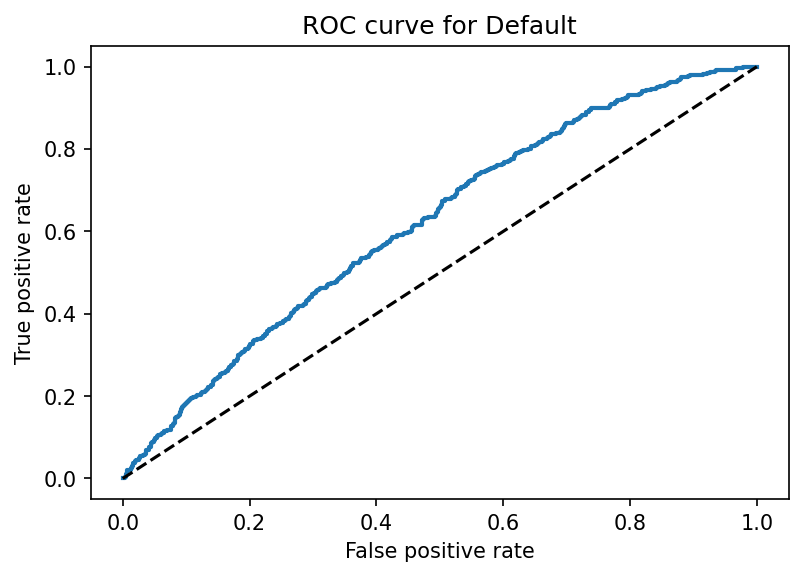 ROC curve for Default
True positive rate
1.0
0.8
0.6
0.4
0.2
0.0
0.0 0.2 0.4 0.6 0.8 1.0
False positive rate